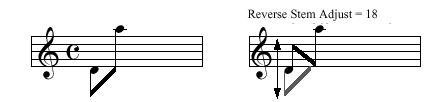 Reverse Stem Adjust = 18